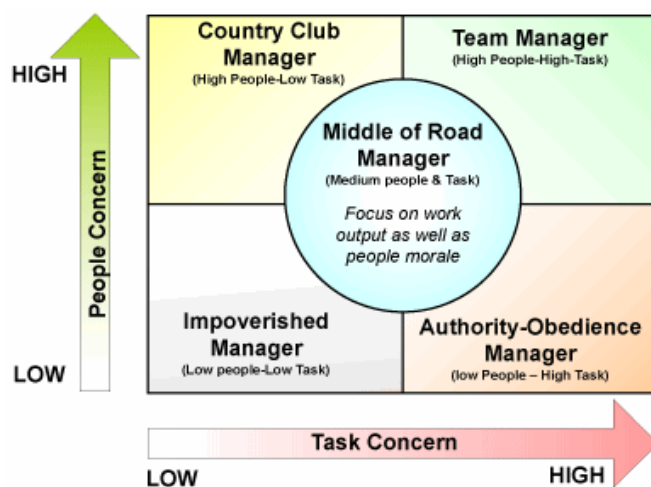 HIGH
People Concern
LOW
Country Club
Manager
(High People-Low Task)
Team Manager
(High People-High-Task)
Middle of Road
Manager
(Medium people & Task)
Focus on work
output as well as
people morale
Impoverished
Manager
(Low people-Low Task)
Authority-Obedience
Manager
(low People – High Task)
Task Concern
LOW
HIGH